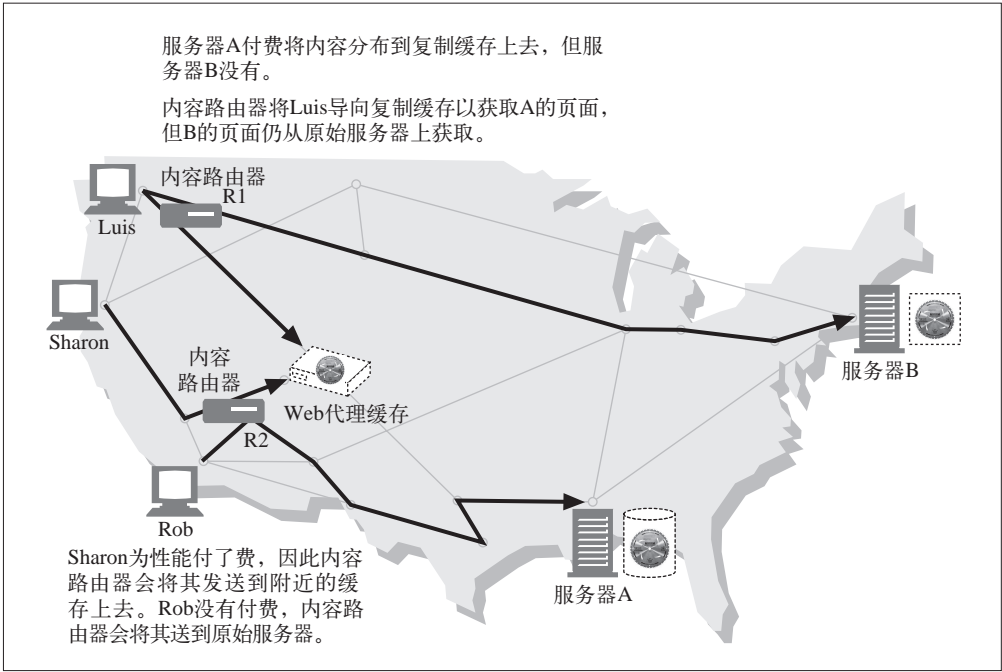 服务器A付费将内容分布到复制缓存上去，但服
务器B没有。
内容路由器将Luis导向复制缓存以获取A的页面，
但B的页面仍从原始服务器上获取。
内容路由器
R1
Luis
Sharon
内容
路由器
R2
Web代理缓存
服务器B
Rob
服务器A
Sharon为性能付了费，因此内容
路由器会将其发送到附近的缓
存上去。Rob没有付费，内容路
由器会将其送到原始服务器。